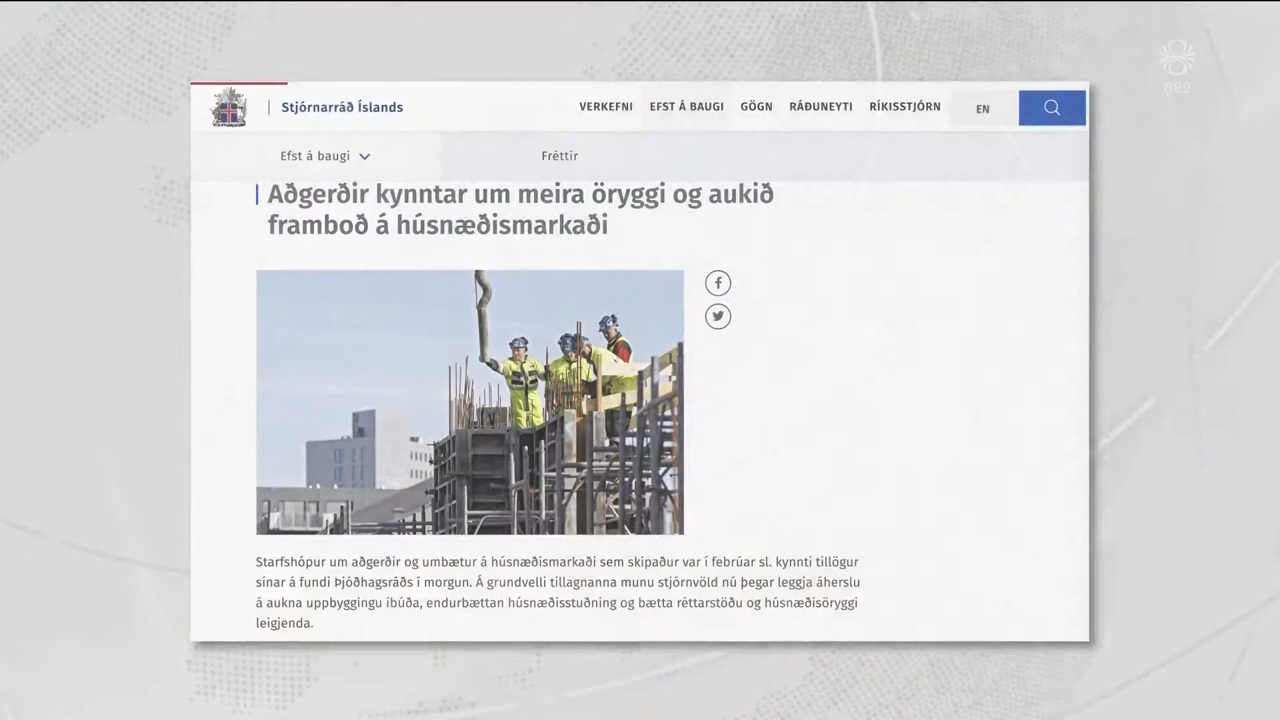 Stjórnarráð Íslands
VERKEFNI EFST Á BAUGI GÖGN RÁÐUNEYTI RÍKISSTJÓRN EN
Efst á baugi Fréttir
Aðgerðir kynntar um meira öryggi og aukið
framboð á húsnæðismarkaði
Starfshópur um aðgerðir og umbætur á húsnæðismarkaði sem skipaður var í febrúar sl. kynnti tillögur
sínar á fundi Þjóðhagsráðs í morgun. Á grundvelli tillagnanna munu stjórnvöld nú þegar leggja áherslu
á aukna uppbyggingu íbúða, endurbættan húsnæðisstuðning og bætta réttarstöðu og húsnæðisöryggi
leigjenda.